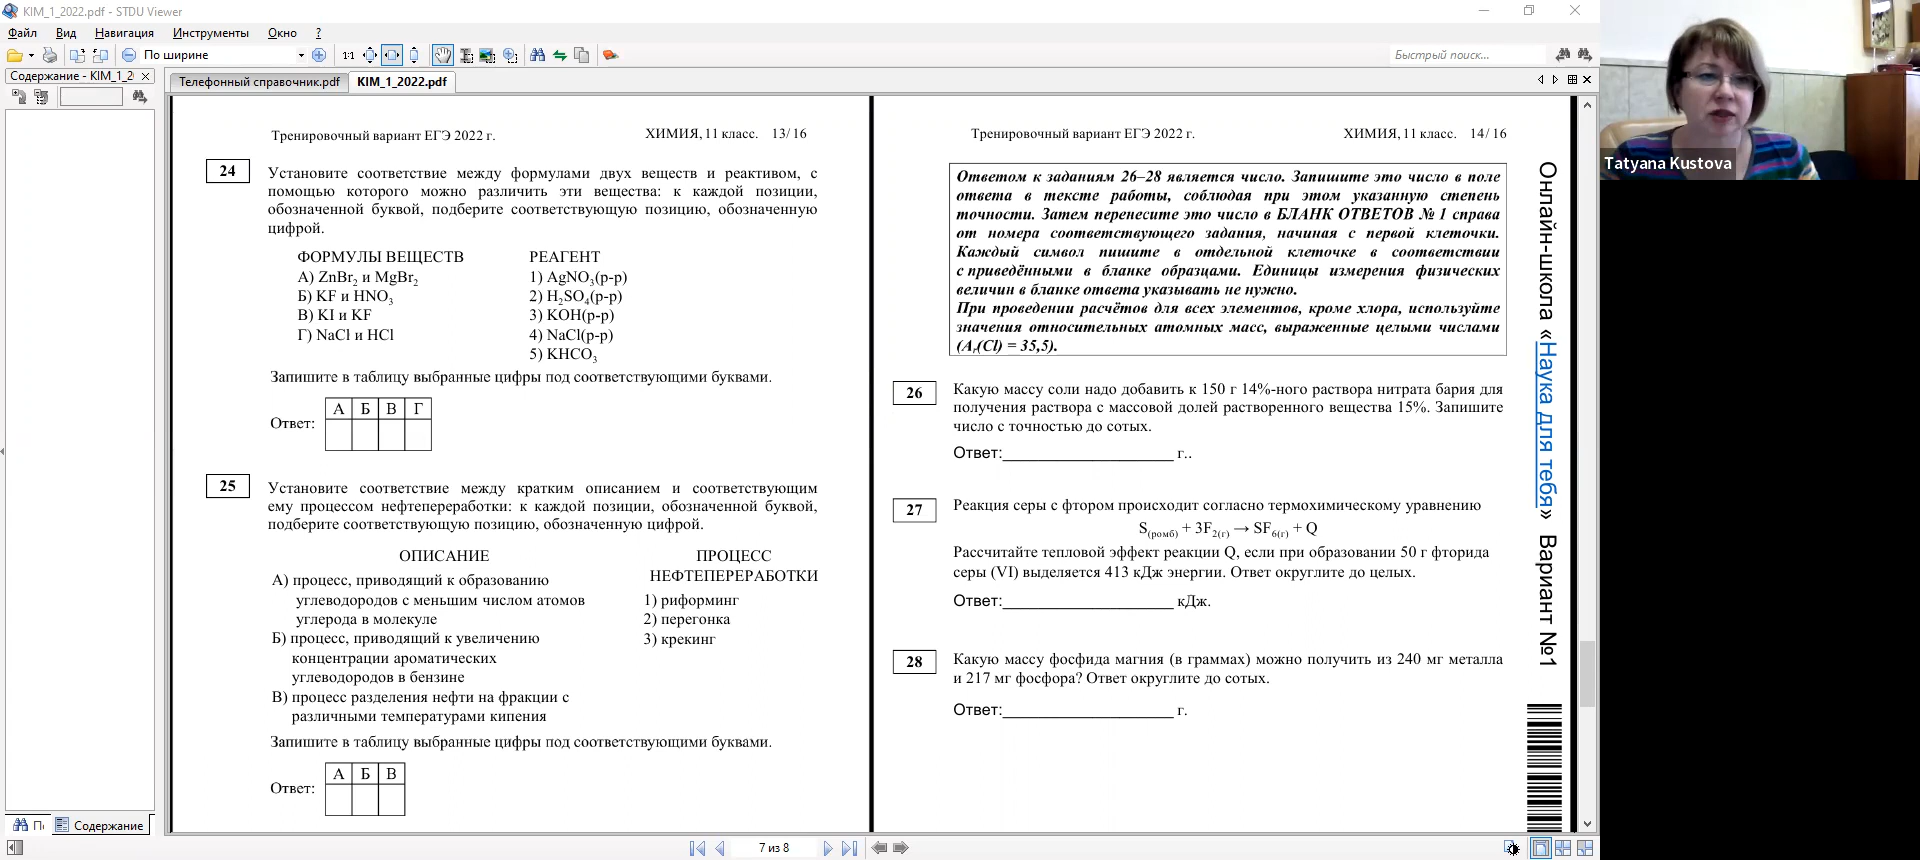 KIM_1_2022.pdf - STDU Viewer
Файл Вид Навигация Инструменты Окно ?
По ширине
1:1
Быстрый поиск...
Содержание - KIM_1_2
Телефонный справочник.pdf KIM_1_2022.pdf
Тренировочный вариант ЕГЭ 2022 г. ХИМИЯ, 11 класс. 13/ 16
24
Установите соответствие между формулами двух веществ и реактивом, с
помощью которого можно различить эти вещества: к каждой позиции,
обозначенной буквой, подберите соответствующую позицию, обозначенную
цифрой.
ФОРМУЛЫ ВЕЩЕСТВ РЕАГЕНТ
А) ZnBr₂ и MgBr₂ 1) AgNO₃(р-р)
Б) KF и HNO₃ 2) H₂SO₄(р-р)
В) KI и KF 3) KOH(р-р)
Г) NaCl и HCl 4) NaCl(р-р)
5) KHCO₃
Запишите в таблицу выбранные цифры под соответствующими буквами.
А Б В Г
Ответ:
25
Установите соответствие между кратким описанием и соответствующим
ему процессом нефтепереработки: к каждой позиции, обозначенной буквой,
подберите соответствующую позицию, обозначенную цифрой.
ОПИСАНИЕ ПРОЦЕСС
НЕФТЕПЕРЕРАБОТКИ
А) процесс, приводящий к образованию
углеводородов с меньшим числом атомов 1) риформинг
углерода в молекуле 2) перегонка
Б) процесс, приводящий к увеличению 3) крекинг
концентрации ароматических
углеводородов в бензине
В) процесс разделения нефти на фракции с
различными температурами кипения
Запишите в таблицу выбранные цифры под соответствующими буквами.
А Б В
Ответ:
Тренировочный вариант ЕГЭ 2022 г. ХИМИЯ, 11 класс. 14/ 16
Ответом к заданиям 26–28 является число. Запишите это число в поле
ответа в тексте работы, соблюдая при этом указанную степень
точности. Затем перенесите это число в БЛАНК ОТВЕТОВ № 1 справа
от номера соответствующего задания, начиная с первой клеточки.
Каждый символ пишите в отдельной клеточке в соответствии
с приведёнными в бланке образцами. Единицы измерения физических
величин в бланке ответа указывать не нужно.
При проведении расчётов для всех элементов, кроме хлора, используйте
значения относительных атомных масс, выраженные целыми числами
(Aᵣ(Cl) = 35,5).
26
Какую массу соли надо добавить к 150 г 14%-ного раствора нитрата бария для
получения раствора с массовой долей растворенного вещества 15%. Запишите
число с точностью до сотых.
Ответ:____________________ г..
27
Реакция серы с фтором происходит согласно термохимическому уравнению
S(ромб) + 3F₂(г) → SF₆(г) + Q
Рассчитайте тепловой эффект реакции Q, если при образовании 50 г фторида
серы (VI) выделяется 413 кДж энергии. Ответ округлите до целых.
Ответ:____________________ кДж.
28
Какую массу фосфида магния (в граммах) можно получить из 240 мг металла
и 217 мг фосфора? Ответ округлите до сотых.
Ответ:____________________ г.
Онлайн-школа «Наука для тебя» Вариант №1
Tatyana Kustova
Содержание
7 из 8